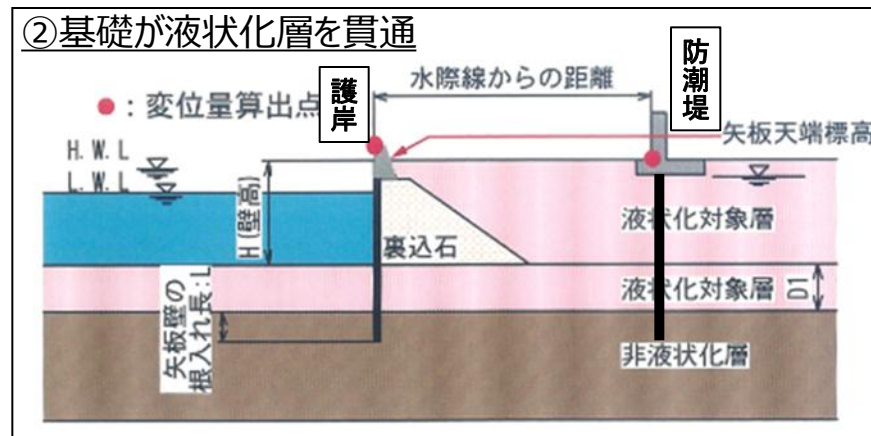 ②基礎が液状化層を貫通
●：変位量算出点
護岸
水際線からの距離
防潮堤
矢板天端標高
H.W.L
L.W.L
H(壁高)
裏込石
液状化対象層
液状化対象層
D1
矢板壁の
根入れ長:L
非液状化層